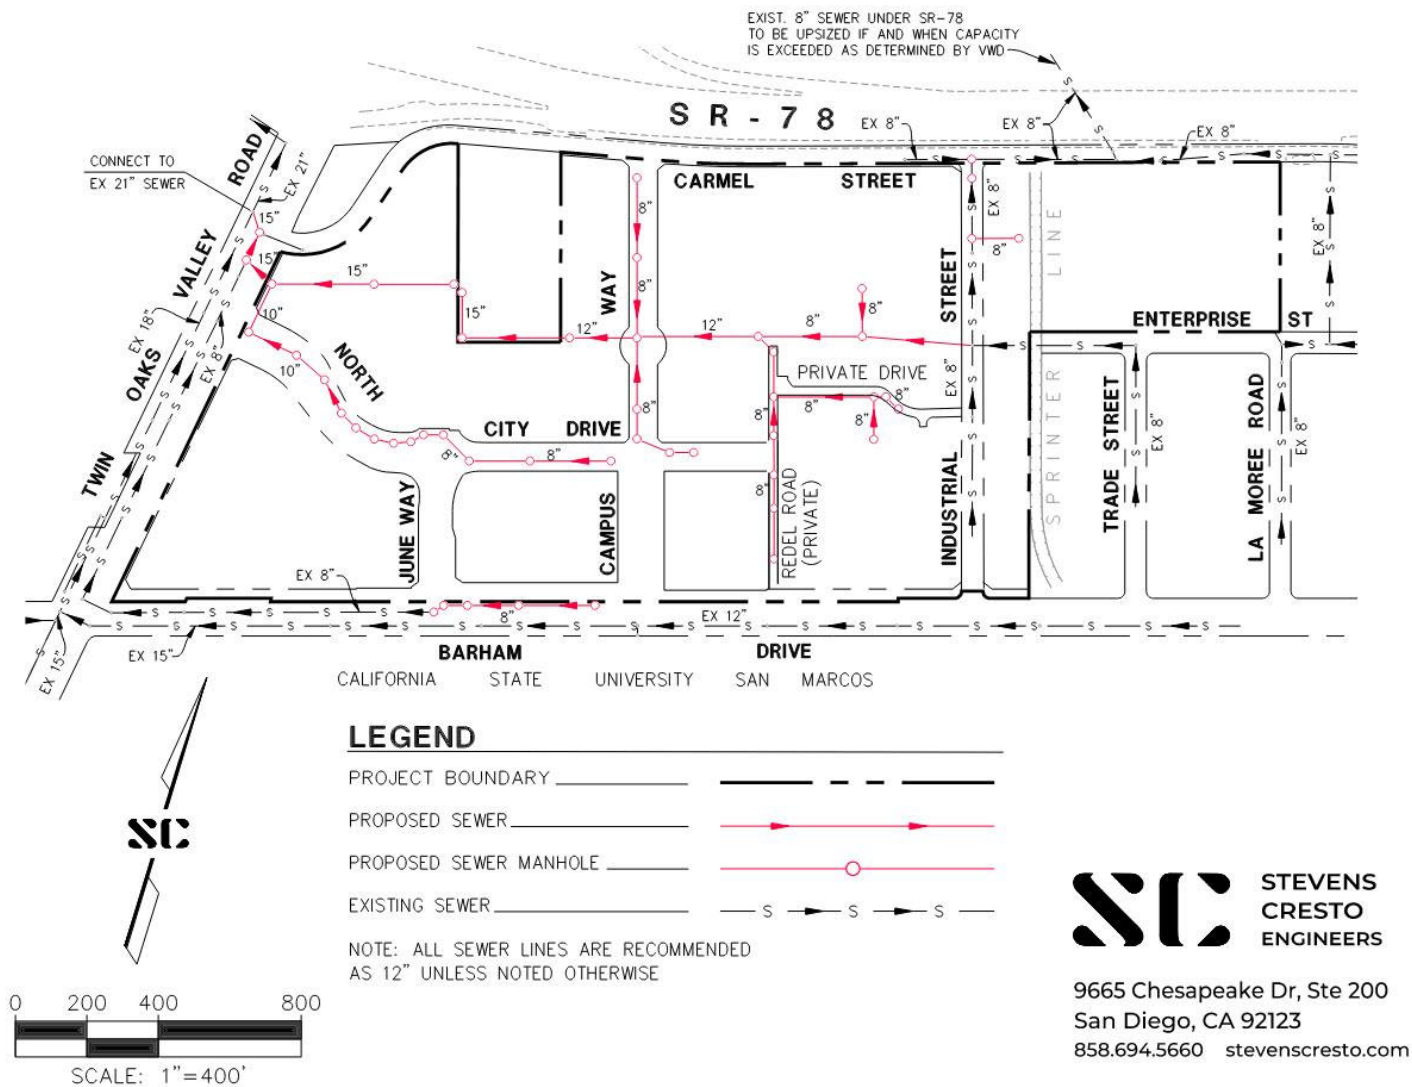 EXIST. 8" SEWER UNDER SR-78
TO BE UPSIZED IF AND WHEN CAPACITY
IS EXCEEDED AS DETERMINED BY VWD
SR-78
EX 8"
EX 8"
EX 8"
CONNECT TO
EX 21" SEWER
EX 21"
TWIN OAKS VALLEY ROAD
CARMEL STREET
15"
15"
15"
15"
10"
10"
EX 18"
EX 8"
8"
8"
WAY
12"
12"
8"
8"
8"
EX 8"
8"
STREET
SPRINTER LINE
EX 8"
ENTERPRISE ST
NORTH
CITY DRIVE
PRIVATE DRIVE
EX 8"
8"
8"
8"
8"
8"
8"
8"
8"
TRADE STREET
EX 8"
LA MOREE ROAD
EX 8"
JUNE WAY
CAMPUS
REDEL ROAD
(PRIVATE)
INDUSTRIAL
EX 8"
8"
EX 12"
EX 15"
EX 15"
BARHAM DRIVE
CALIFORNIA STATE UNIVERSITY SAN MARCOS
LEGEND
PROJECT BOUNDARY
PROPOSED SEWER
PROPOSED SEWER MANHOLE
EXISTING SEWER
S S S
NOTE: ALL SEWER LINES ARE RECOMMENDED
AS 12" UNLESS NOTED OTHERWISE
SC
0 200 400 800
SCALE: 1"=400'
SC
STEVENS
CRESTO
ENGINEERS
9665 Chesapeake Dr, Ste 200
San Diego, CA 92123
858.694.5660 stevenscresto.com